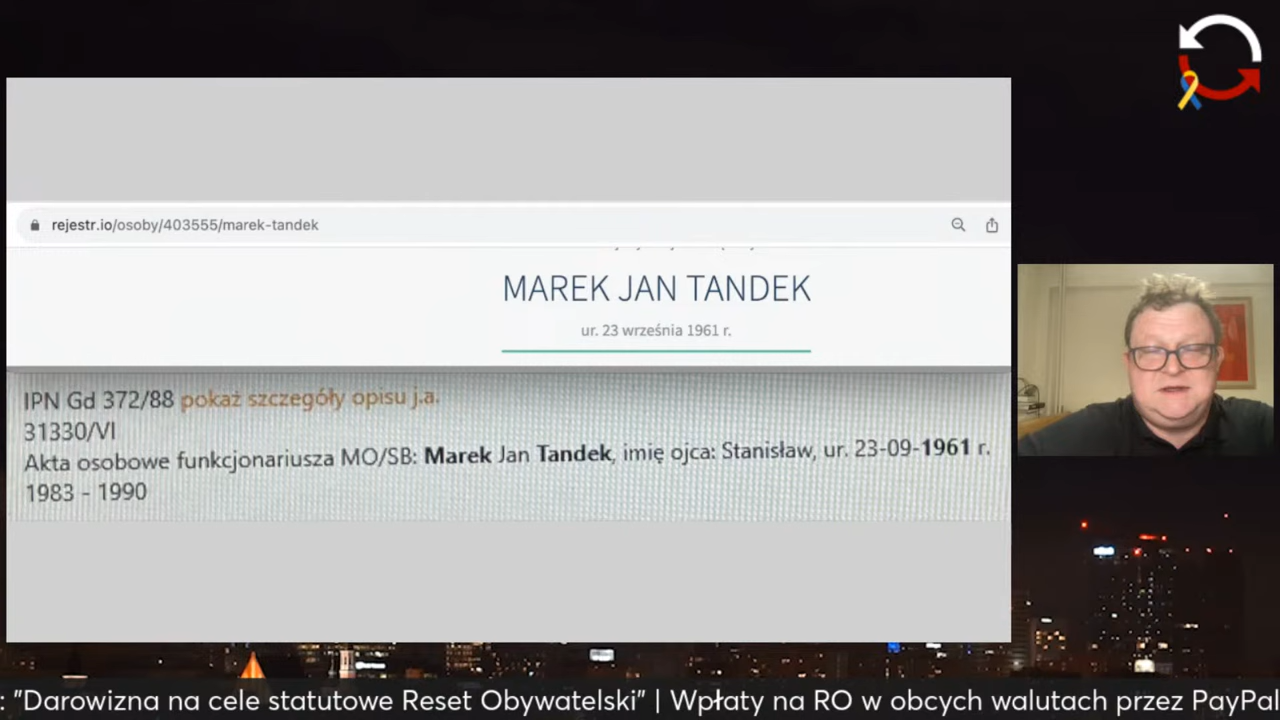 rejestr.io/osoby/403555/marek-tandek
MAREK JAN TANDEK
ur. 23 września 1961 r.
IPN Gd 372/88 pokaż szczegóły opisu j.a.
31330/VI
Akta osobowe funkcjonariusza MO/SB: Marek Jan Tandek, imię ojca: Stanisław, ur. 23-09-1961 r.
1983 - 1990
: "Darowizna na cele statutowe Reset Obywatelski" | Wpłaty na RO w obcych walutach przez PayPal